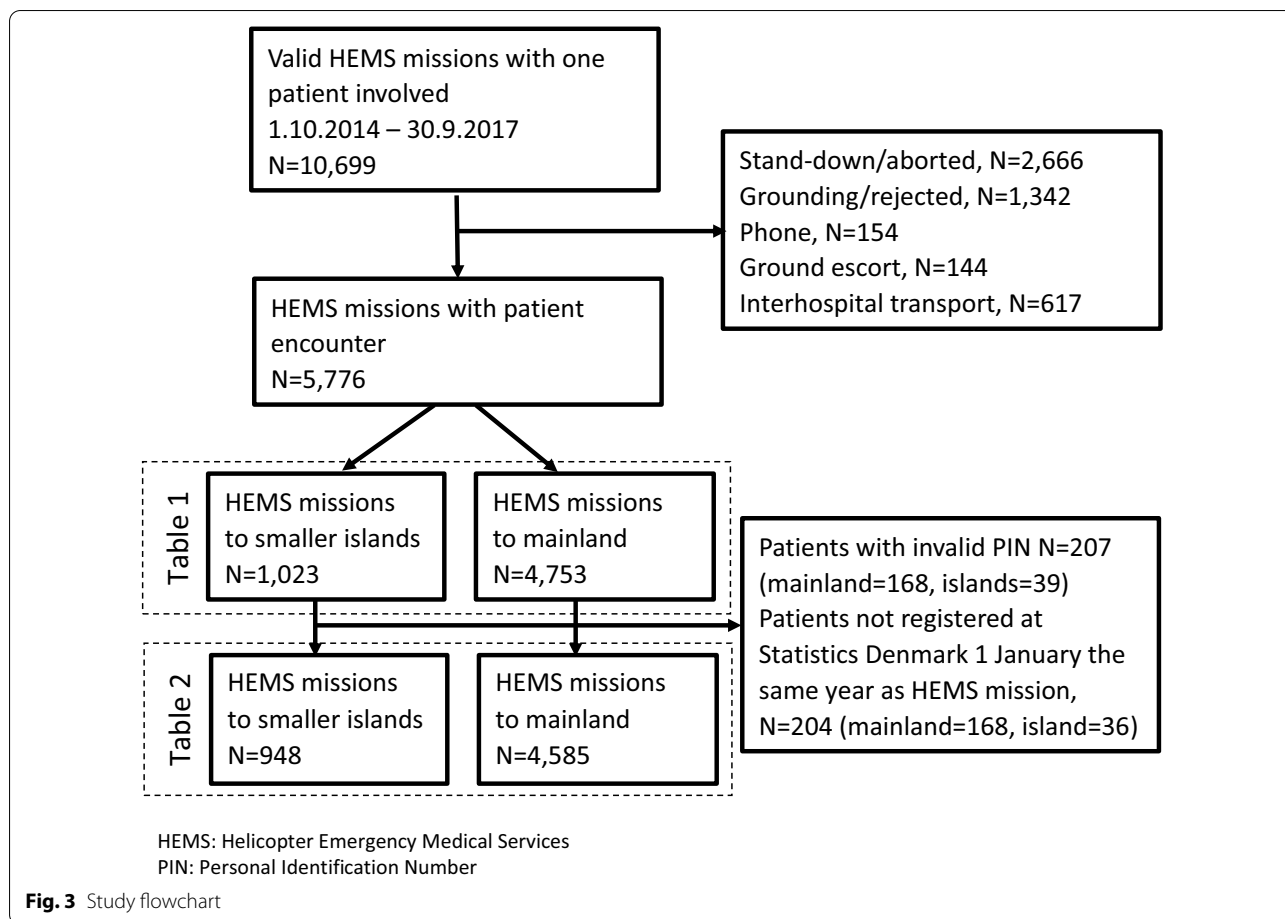 Valid HEMS missions with one
patient involved
1.10.2014 – 30.9.2017
N=10,699
Stand-down/aborted, N=2,666
Grounding/rejected, N=1,342
Phone, N=154
Ground escort, N=144
Interhospital transport, N=617
HEMS missions with patient
encounter
N=5,776
Table 1
HEMS missions
to smaller islands
N=1,023
HEMS missions
to mainland
N=4,753
Patients with invalid PIN N=207
(mainland=168, islands=39)
Patients not registered at
Statistics Denmark 1 January the
same year as HEMS mission,
N=204 (mainland=168, island=36)
Table 2
HEMS missions
to smaller islands
N=948
HEMS missions
to mainland
N=4,585
HEMS: Helicopter Emergency Medical Services
PIN: Personal Identification Number
Fig. 3 Study flowchart